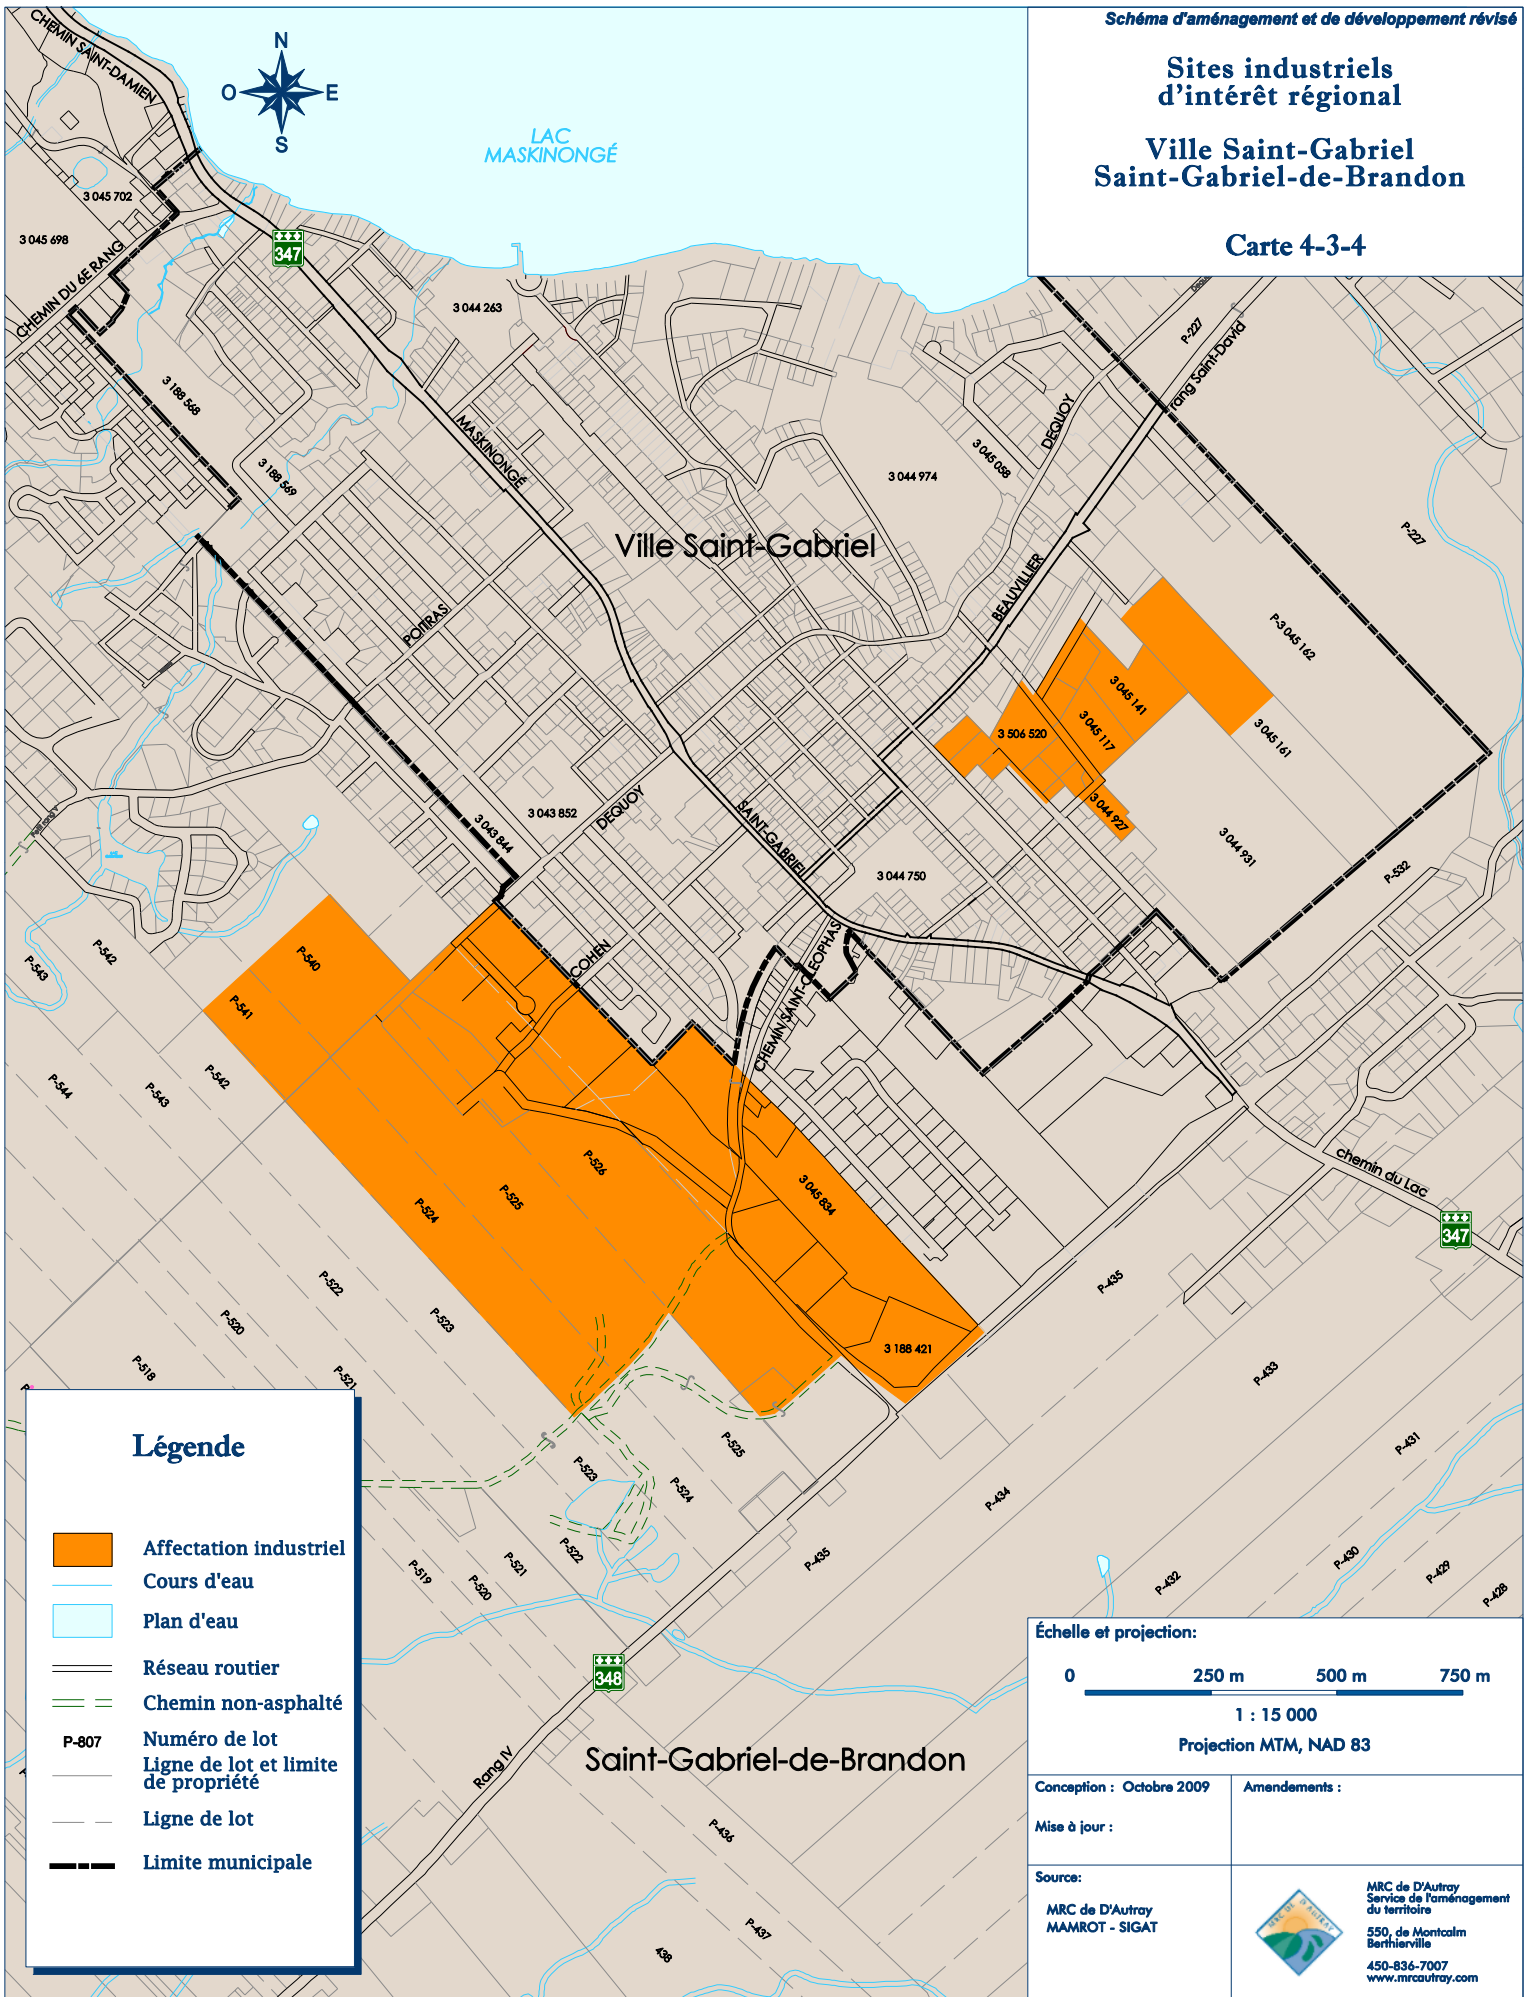 Schéma d'aménagement et de développement révisé
Sites industriels
d'intérêt régional
Ville Saint-Gabriel
Saint-Gabriel-de-Brandon
Carte 4-3-4
CHEMIN SAINT-DAMIEN
N
O
E
S
LAC
MASKINONGÉ
3 045 702
3 045 698
CHEMIN DU 6E RANG
347
3 044 263
P-227
rang Saint-David
3 188 568
3 188 569
MASKINONGÉ
DEQUOY
3 045 058
3 044 974
Ville Saint-Gabriel
P-227
BEAUVILLIER
POITRAS
P-3 045 162
3 045 141
3 045 117
3 506 520
3 045 161
3 044 927
3 044 931
3 043 852
DEQUOY
3 043 844
SAINT-GABRIEL
3 044 750
P-532
CHEMIN SAINT-CLEOPHAS
COHEN
P-540
P-541
P-542
P-543
P-544
P-543
P-542
P-526
P-525
P-524
3 045 834
3 188 421
chemin du Lac
347
P-435
P-522
P-523
P-520
P-518
P-521
P-433
P-431
P-434
P-525
P-524
P-523
P-522
P-521
P-520
P-519
P-435
P-432
P-430
P-429
P-428
348
Rang IV
Saint-Gabriel-de-Brandon
P-436
P-437
438
Légende
Affectation industriel
Cours d'eau
Plan d'eau
Réseau routier
Chemin non-asphalté
P-807 Numéro de lot
Ligne de lot et limite
de propriété
Ligne de lot
Limite municipale
Échelle et projection:
0 250 m 500 m 750 m
1 : 15 000
Projection MTM, NAD 83
Conception : Octobre 2009
Mise à jour :
Amendements :
Source:
MRC de D'Autray
MAMROT - SIGAT
MRC DE D'AUTRAY
MRC de D'Autray
Service de l'aménagement
du territoire
550, de Montcalm
Berthierville
450-836-7007
www.mrcautray.com